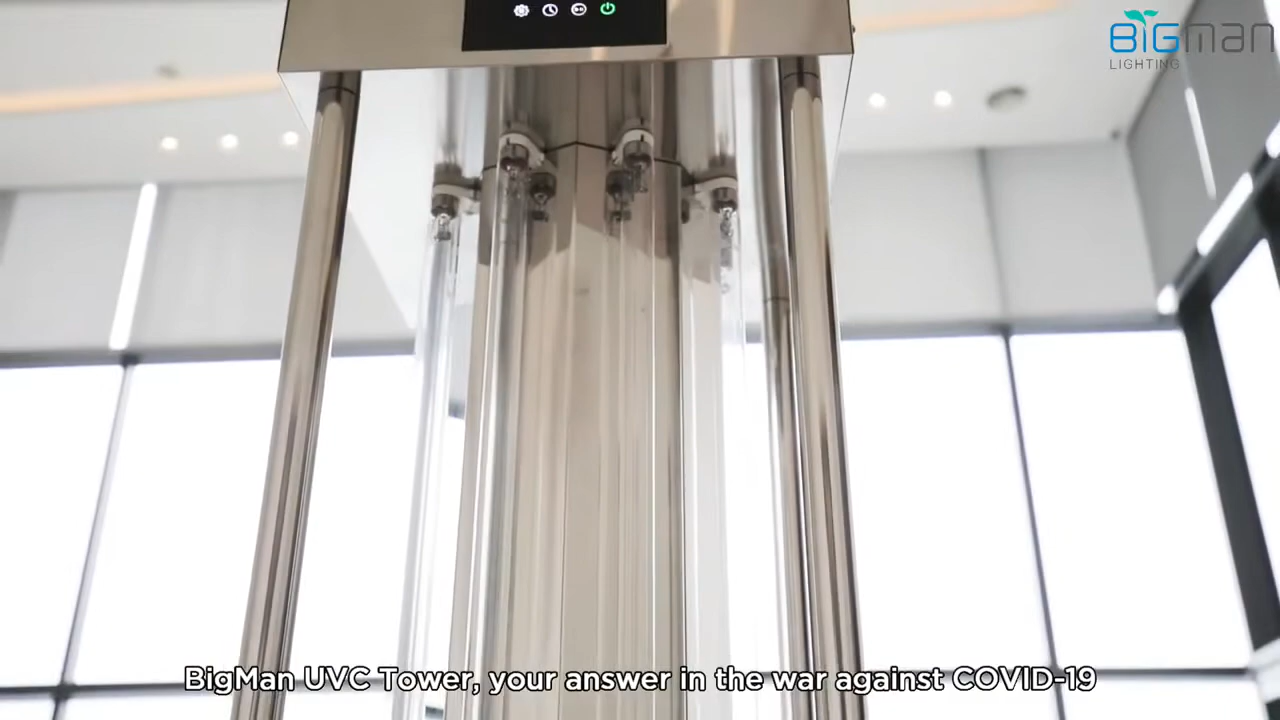 BIGMAN
LIGHTING
BigMan UVC Tower, your answer in the war against COVID-19